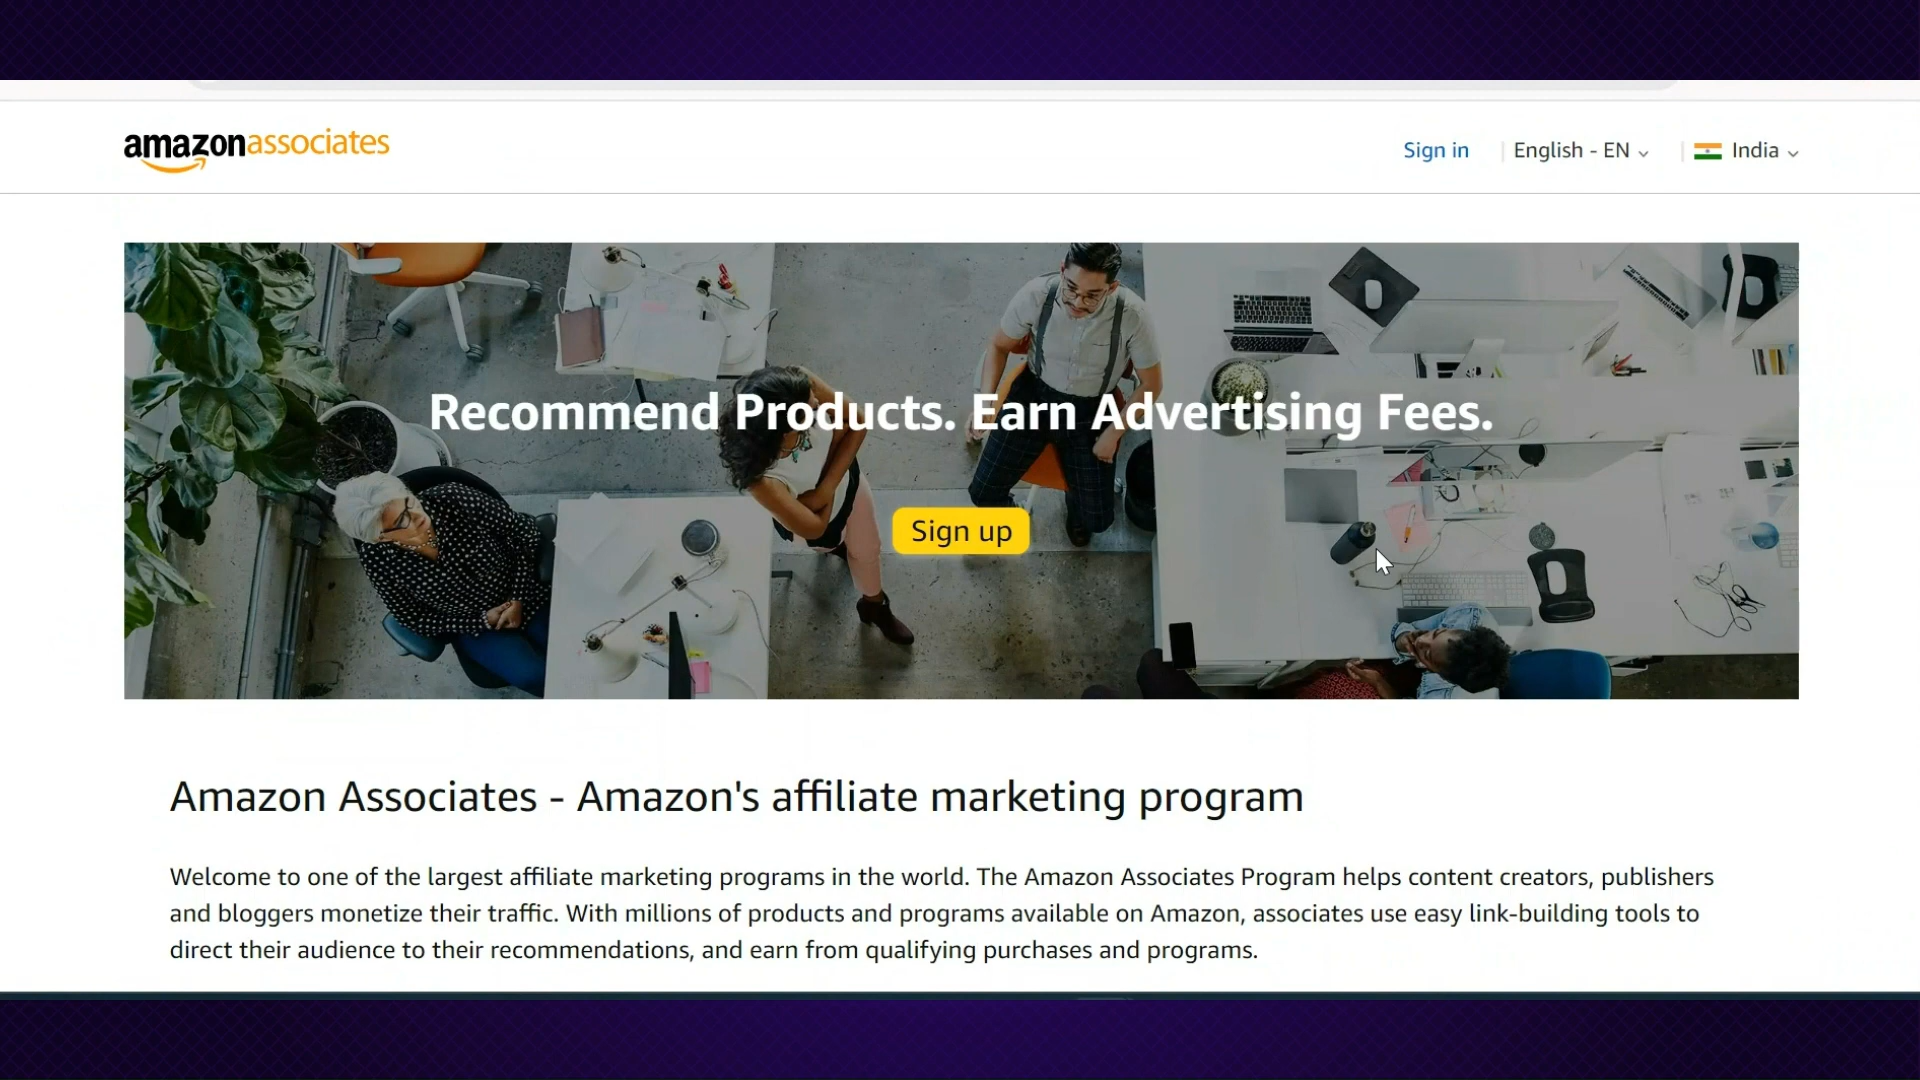 amazonassociates
Sign in
English - EN
India
Recommend Products. Earn Advertising Fees.
Sign up
Amazon Associates - Amazon's affiliate marketing program
Welcome to one of the largest affiliate marketing programs in the world. The Amazon Associates Program helps content creators, publishers
and bloggers monetize their traffic. With millions of products and programs available on Amazon, associates use easy link-building tools to
direct their audience to their recommendations, and earn from qualifying purchases and programs.